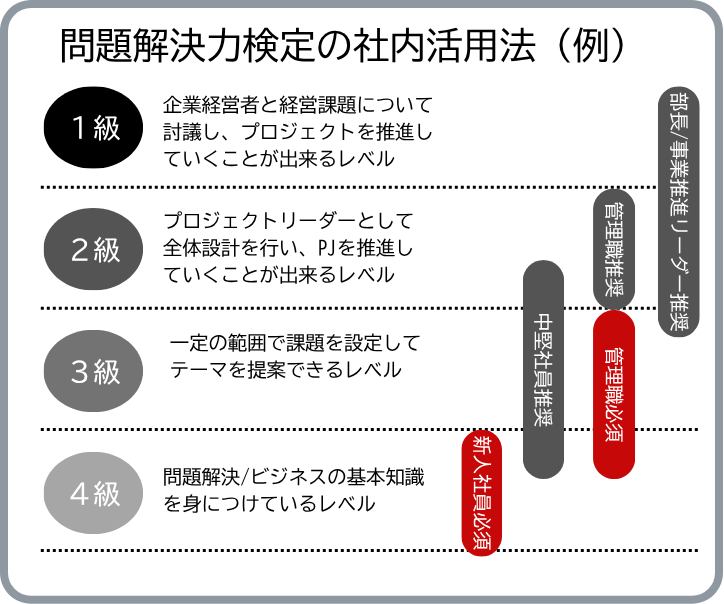 問題解決力検定の社内活用法（例）
1級
企業経営者と経営課題について
討議し、プロジェクトを推進し
ていくことが出来るレベル
2級
プロジェクトリーダーとして
全体設計を行い、PJを推進し
ていくことが出来るレベル
3級
一定の範囲で課題を設定して
テーマを提案できるレベル
4級
問題解決/ビジネスの基本知識
を身につけているレベル
新人社員必須
中堅社員推奨
管理職推奨
管理職必須
部長/事業推進リーダー推奨